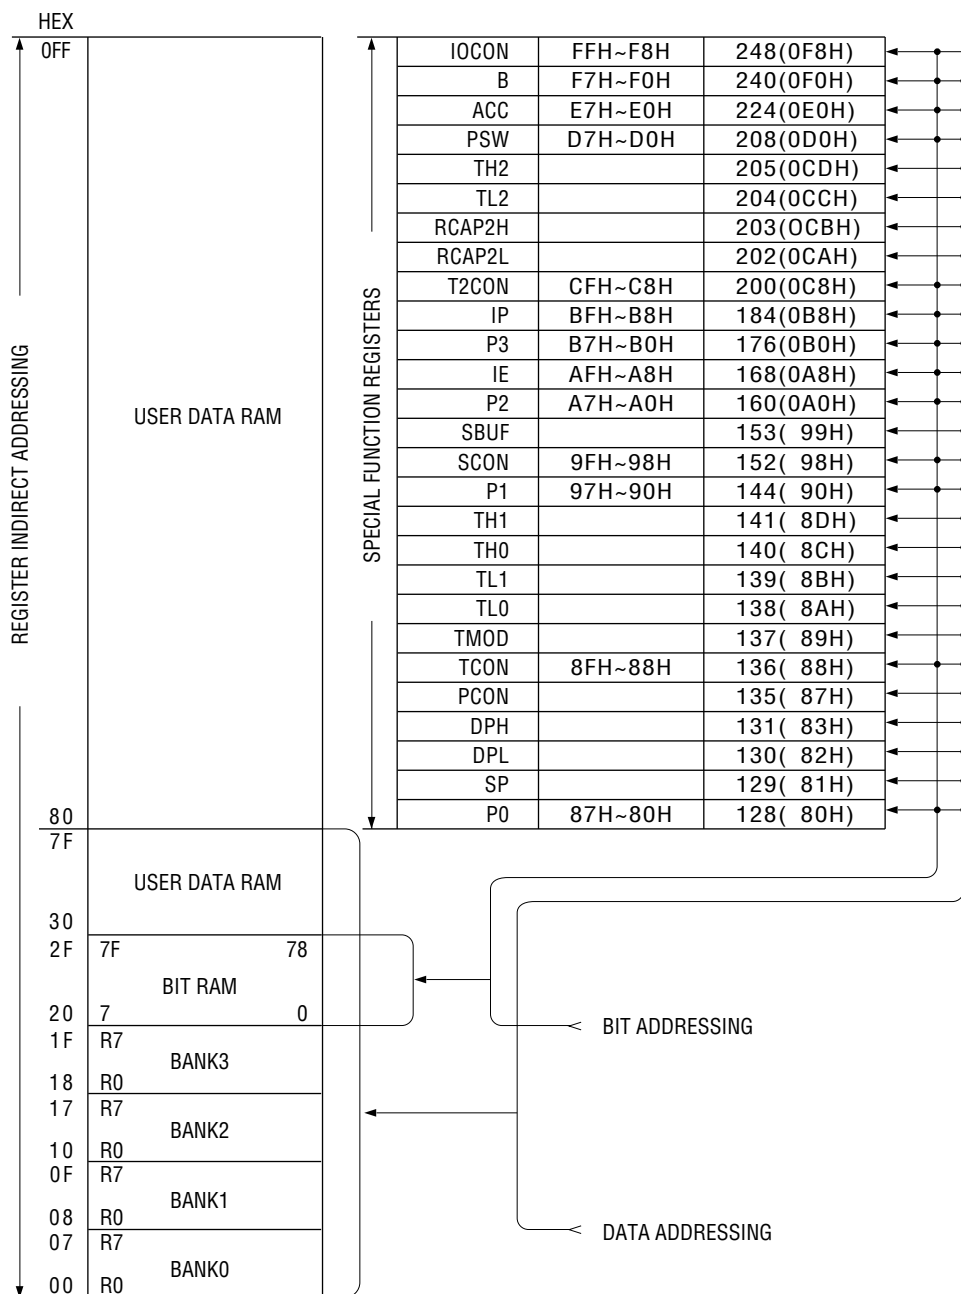 HEX
0FF
IOCON FFH~F8H 248(0F8H)
B F7H~F0H 240(0F0H)
ACC E7H~E0H 224(0E0H)
PSW D7H~D0H 208(0D0H)
TH2 205(0CDH)
TL2 204(0CCH)
RCAP2H 203(0CBH)
RCAP2L 202(0CAH)
T2CON CFH~C8H 200(0C8H)
IP BFH~B8H 184(0B8H)
P3 B7H~B0H 176(0B0H)
IE AFH~A8H 168(0A8H)
P2 A7H~A0H 160(0A0H)
SBUF 153( 99H)
SCON 9FH~98H 152( 98H)
P1 97H~90H 144( 90H)
TH1 141( 8DH)
TH0 140( 8CH)
TL1 139( 8BH)
TL0 138( 8AH)
TMOD 137( 89H)
TCON 8FH~88H 136( 88H)
PCON 135( 87H)
DPH 131( 83H)
DPL 130( 82H)
SP 129( 81H)
P0 87H~80H 128( 80H)
REGISTER INDIRECT ADDRESSING
USER DATA RAM
SPECIAL FUNCTION REGISTERS
80
7F
USER DATA RAM
30
2F 7F 78
BIT RAM
20 7 0
BIT ADDRESSING
1F R7
BANK3
18 R0
17 R7
BANK2
10 R0
0F R7
BANK1
08 R0
DATA ADDRESSING
07 R7
BANK0
00 R0